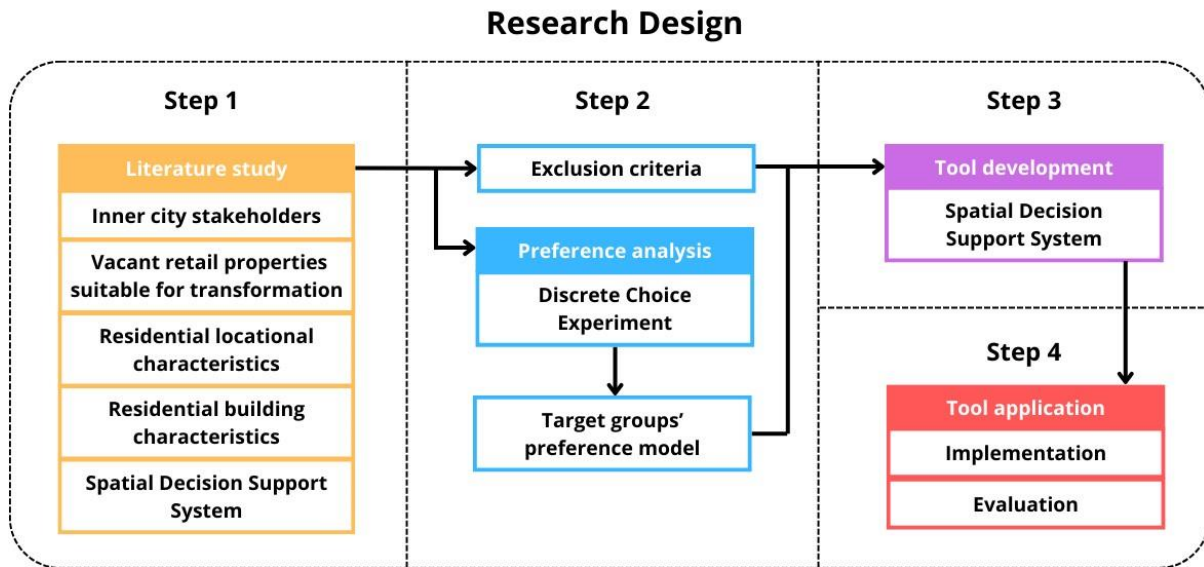 Research Design
Step 1
Literature study
Inner city stakeholders
Vacant retail properties
suitable for transformation
Residential locational
characteristics
Residential building
characteristics
Spatial Decision Support
System
Step 2
Exclusion criteria
Preference analysis
Discrete Choice
Experiment
Target groups’
preference model
Step 3
Tool development
Spatial Decision
Support System
Step 4
Tool application
Implementation
Evaluation